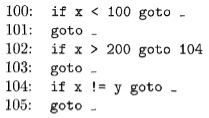 100: if x < 100 goto _
101: goto _
102: if x > 200 goto 104
103: goto _
104: if x != y goto _
105: goto _